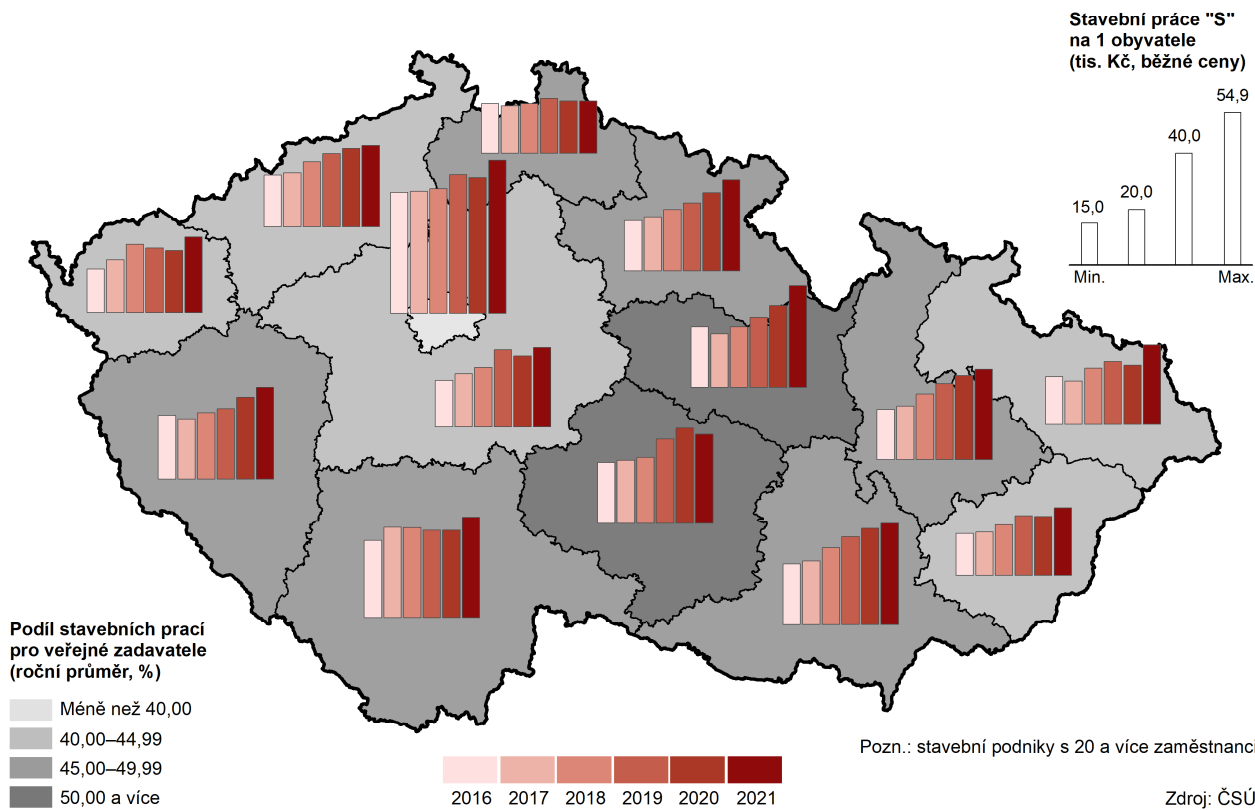 Stavební práce "S"
na 1 obyvatele
(tis. Kč, běžné ceny)
54,9
40,0
20,0
15,0
Min.
Max.
Podíl stavebních prací
pro veřejné zadavatele
(roční průměr, %)
Méně než 40,00
40,00–44,99
45,00–49,99
50,00 a více
2016 2017 2018 2019 2020 2021
Pozn.: stavební podniky s 20 a více zaměstnanci
Zdroj: ČSÚ